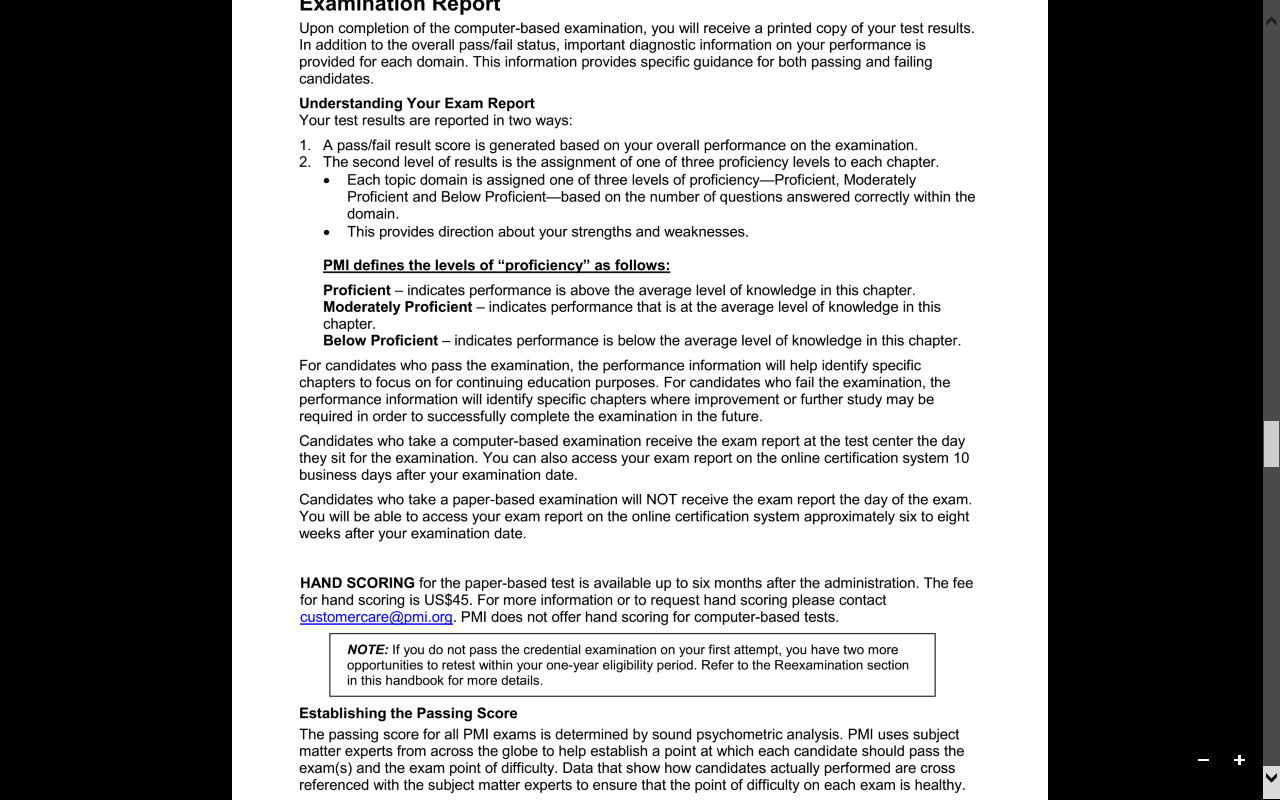 Examination Report
Upon completion of the computer-based examination, you will receive a printed copy of your test results.
In addition to the overall pass/fail status, important diagnostic information on your performance is
provided for each domain. This information provides specific guidance for both passing and failing
candidates.
Understanding Your Exam Report
Your test results are reported in two ways:
1. A pass/fail result score is generated based on your overall performance on the examination.
2. The second level of results is the assignment of one of three proficiency levels to each chapter.
• Each topic domain is assigned one of three levels of proficiency—Proficient, Moderately
Proficient and Below Proficient—based on the number of questions answered correctly within the
domain.
• This provides direction about your strengths and weaknesses.
PMI defines the levels of “proficiency” as follows:
Proficient – indicates performance is above the average level of knowledge in this chapter.
Moderately Proficient – indicates performance that is at the average level of knowledge in this
chapter.
Below Proficient – indicates performance is below the average level of knowledge in this chapter.
For candidates who pass the examination, the performance information will help identify specific
chapters to focus on for continuing education purposes. For candidates who fail the examination, the
performance information will identify specific chapters where improvement or further study may be
required in order to successfully complete the examination in the future.
Candidates who take a computer-based examination receive the exam report at the test center the day
they sit for the examination. You can also access your exam report on the online certification system 10
business days after your examination date.
Candidates who take a paper-based examination will NOT receive the exam report the day of the exam.
You will be able to access your exam report on the online certification system approximately six to eight
weeks after your examination date.
HAND SCORING for the paper-based test is available up to six months after the administration. The fee
for hand scoring is US$45. For more information or to request hand scoring please contact
customercare@pmi.org. PMI does not offer hand scoring for computer-based tests.
NOTE: If you do not pass the credential examination on your first attempt, you have two more
opportunities to retest within your one-year eligibility period. Refer to the Reexamination section
in this handbook for more details.
Establishing the Passing Score
The passing score for all PMI exams is determined by sound psychometric analysis. PMI uses subject
matter experts from across the globe to help establish a point at which each candidate should pass the
exam(s) and the exam point of difficulty. Data that show how candidates actually performed are cross
referenced with the subject matter experts to ensure that the point of difficulty on each exam is healthy.